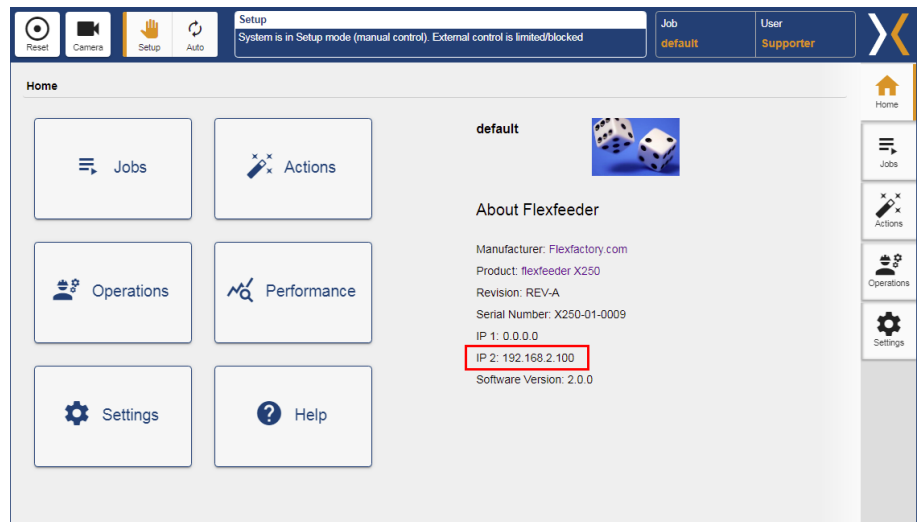 Reset
Camera
Setup
Auto
Setup
System is in Setup mode (manual control). External control is limited/blocked
Job
default
User
Supporter
Home
Jobs
Actions
Operations
Performance
Settings
Help
default
About Flexfeeder
Manufacturer: Flexfactory.com
Product: flexfeeder X250
Revision: REV-A
Serial Number: X250-01-0009
IP 1: 0.0.0.0
IP 2: 192.168.2.100
Software Version: 2.0.0
Home
Jobs
Actions
Operations
Settings